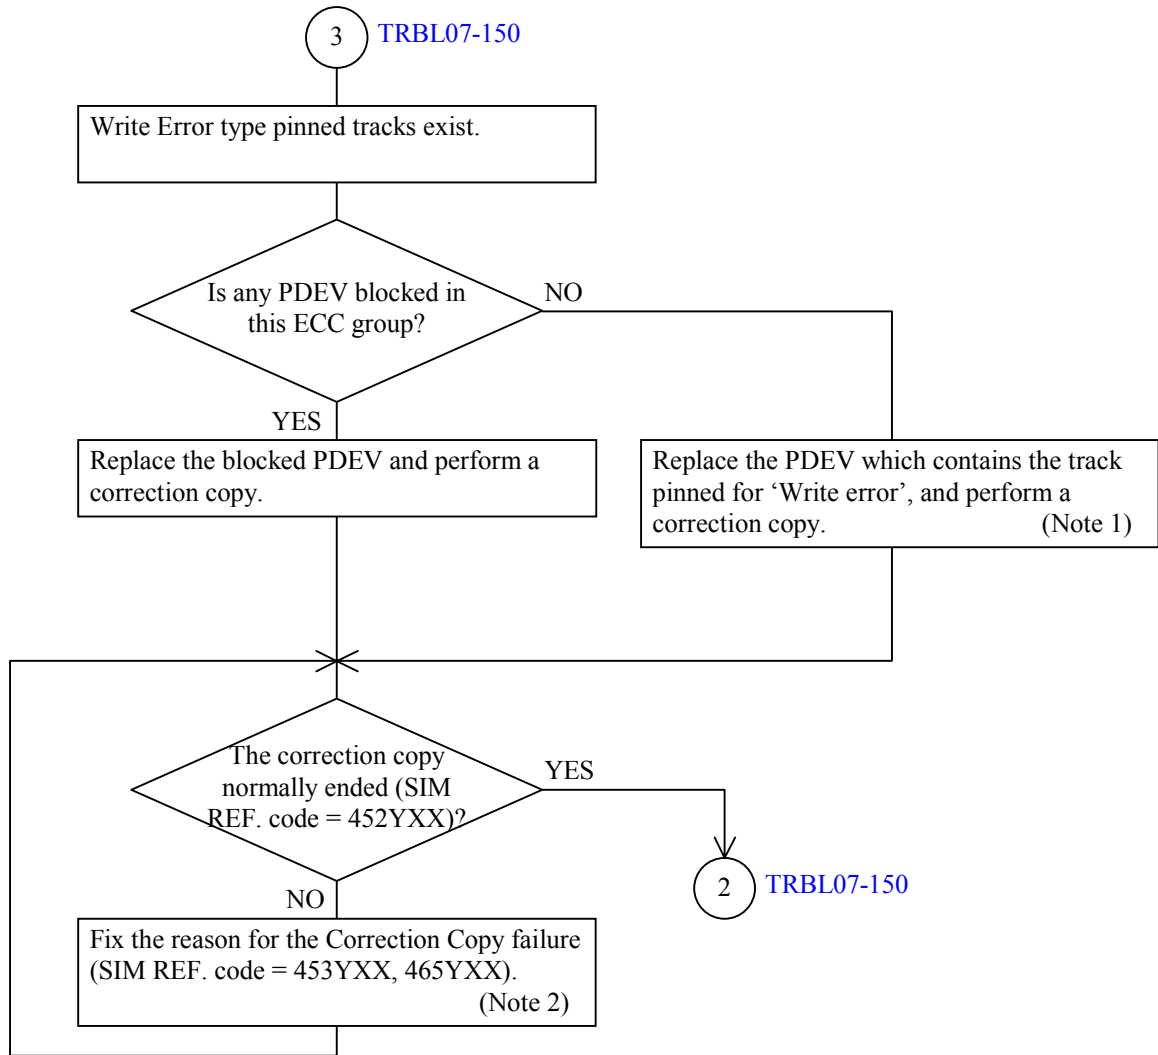 3
TRBL07-150
Write Error type pinned tracks exist.
Is any PDEV blocked in
this ECC group?
NO
YES
Replace the blocked PDEV and perform a
correction copy.
Replace the PDEV which contains the track
pinned for ‘Write error’, and perform a
correction copy. (Note 1)
The correction copy
normally ended (SIM
REF. code = 452YXX)?
YES
NO
2
TRBL07-150
Fix the reason for the Correction Copy failure
(SIM REF. code = 453YXX, 465YXX).
(Note 2)